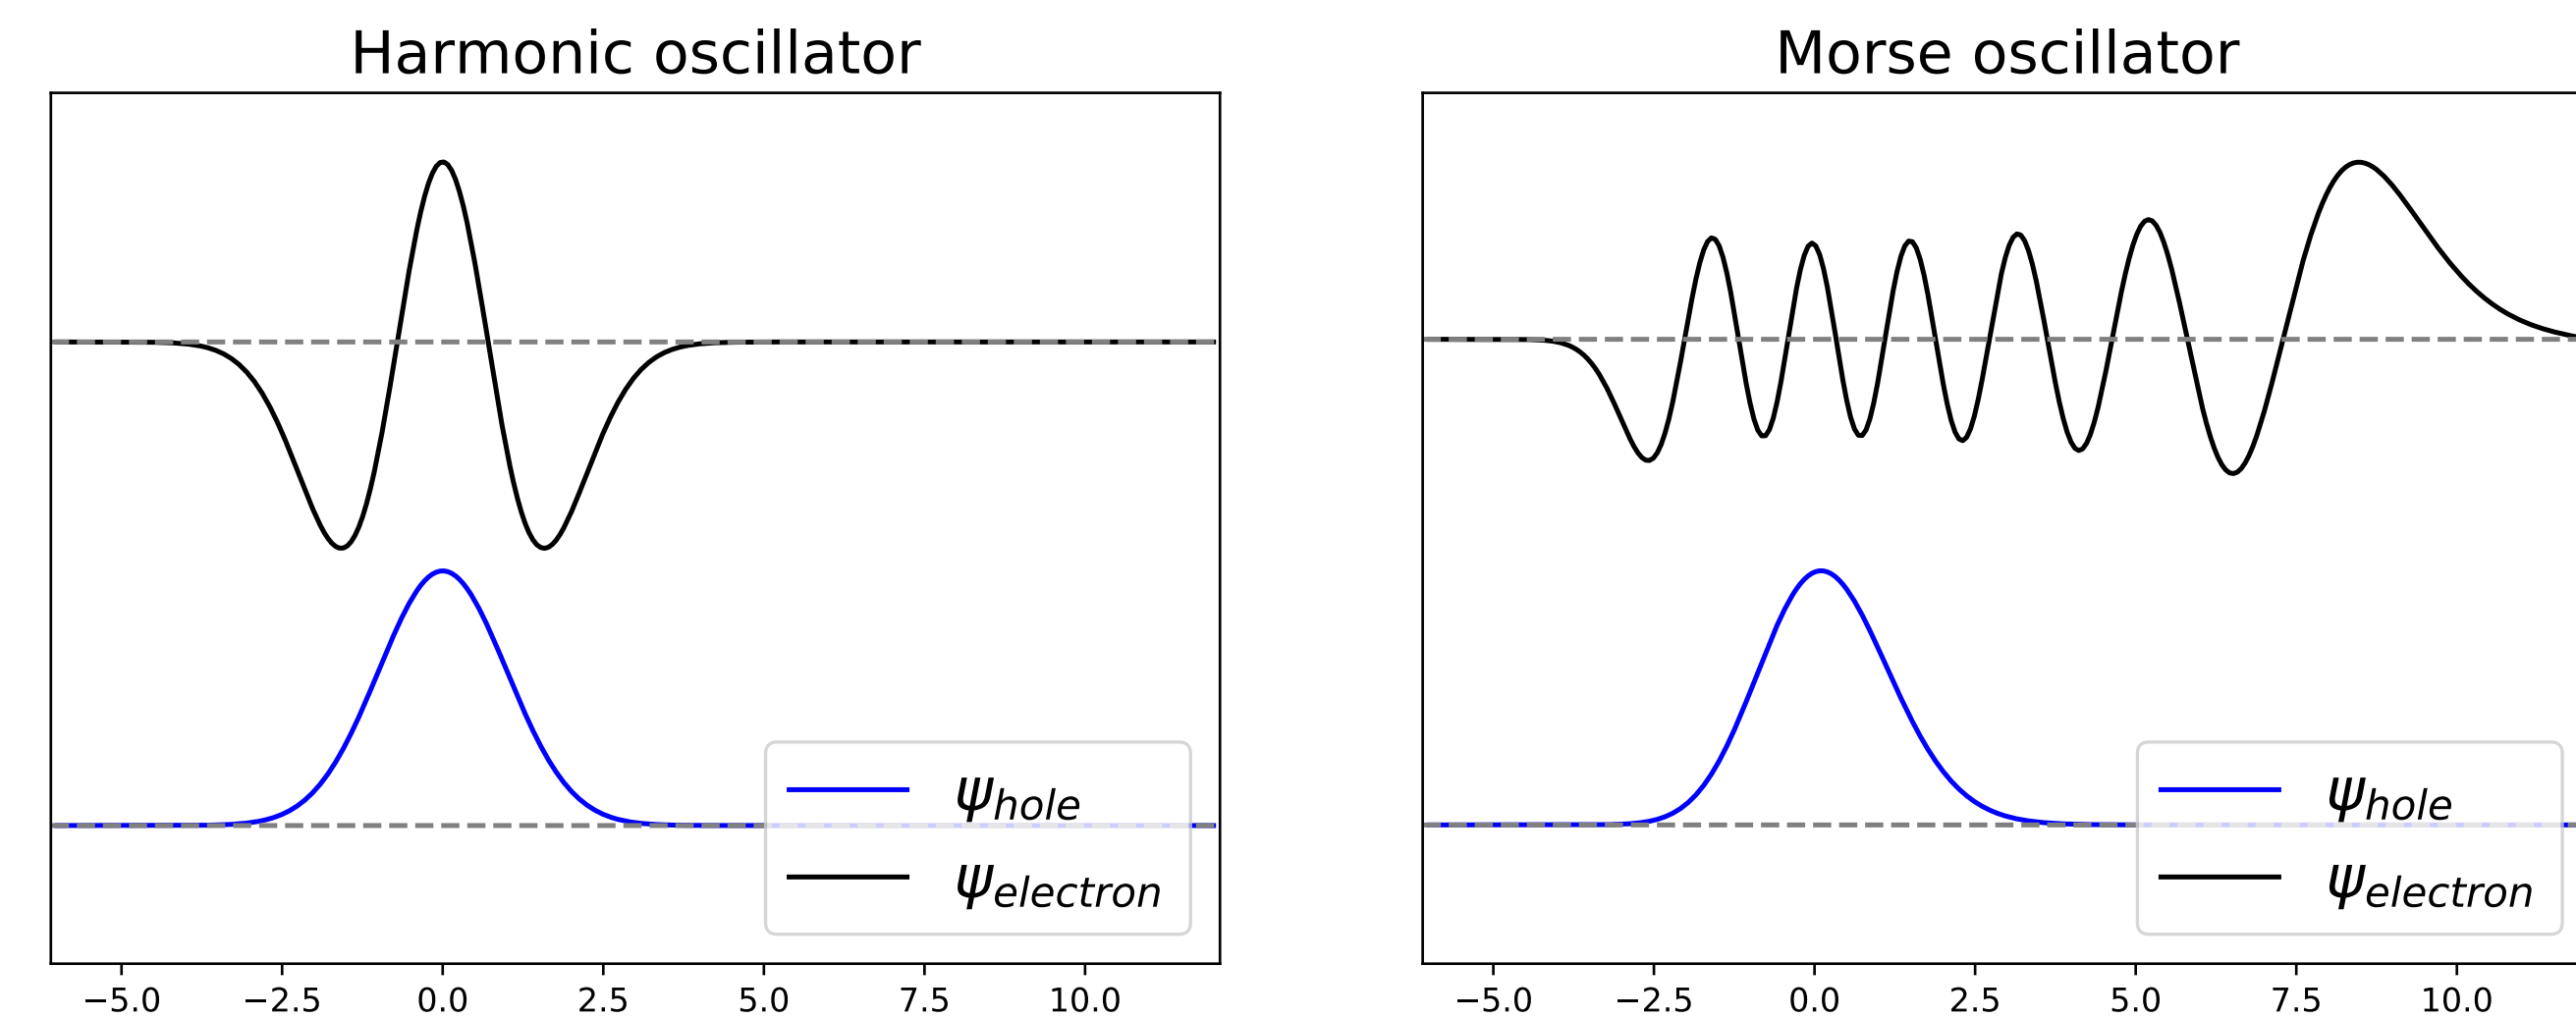 Harmonic oscillator
ψhole
ψelectron
−5.0 −2.5 0.0 2.5 5.0 7.5 10.0
Morse oscillator
ψhole
ψelectron
−5.0 −2.5 0.0 2.5 5.0 7.5 10.0